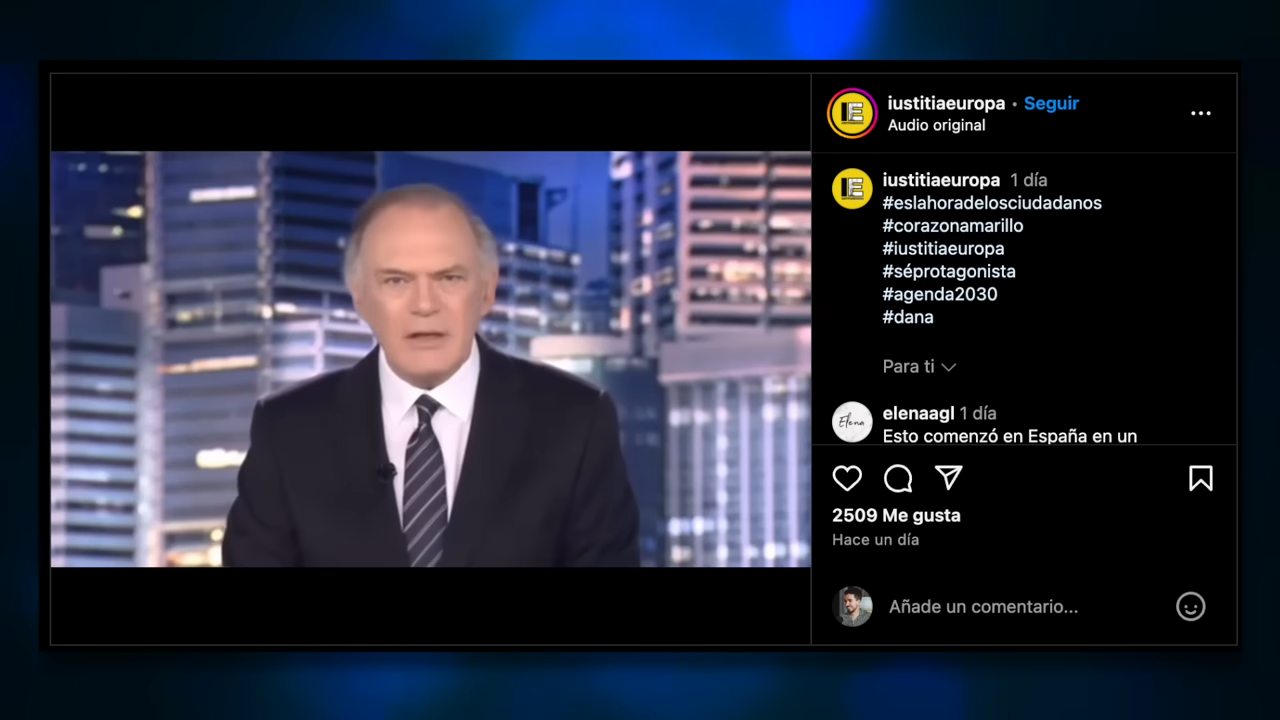 iustitiaeuropa • Seguir
Audio original
iustitiaeuropa 1 día
#eslahoradelosciudadanos
#corazonamarillo
#iustitiaeuropa
#séprotagonista
#agenda2030
#dana
Para ti
Elena
elenaagl 1 día
Esto comenzó en España en un
2509 Me gusta
Hace un día
Añade un comentario...